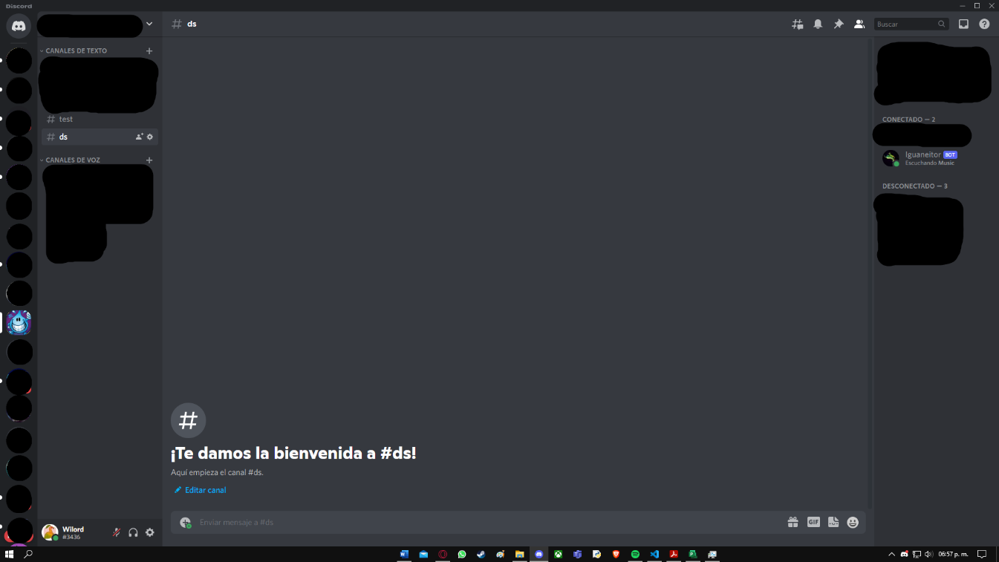 Discord
ds
Buscar
CANALES DE TEXTO
test
ds
CANALES DE VOZ
CONECTADO — 2
Iguaneitor BOT
Escuchando Music
DESCONECTADO — 3
#
¡Te damos la bienvenida a #ds!
Aquí empieza el canal #ds.
Editar canal
Wilord
#3436
Enviar mensaje a #ds
GIF
06:57 p. m.